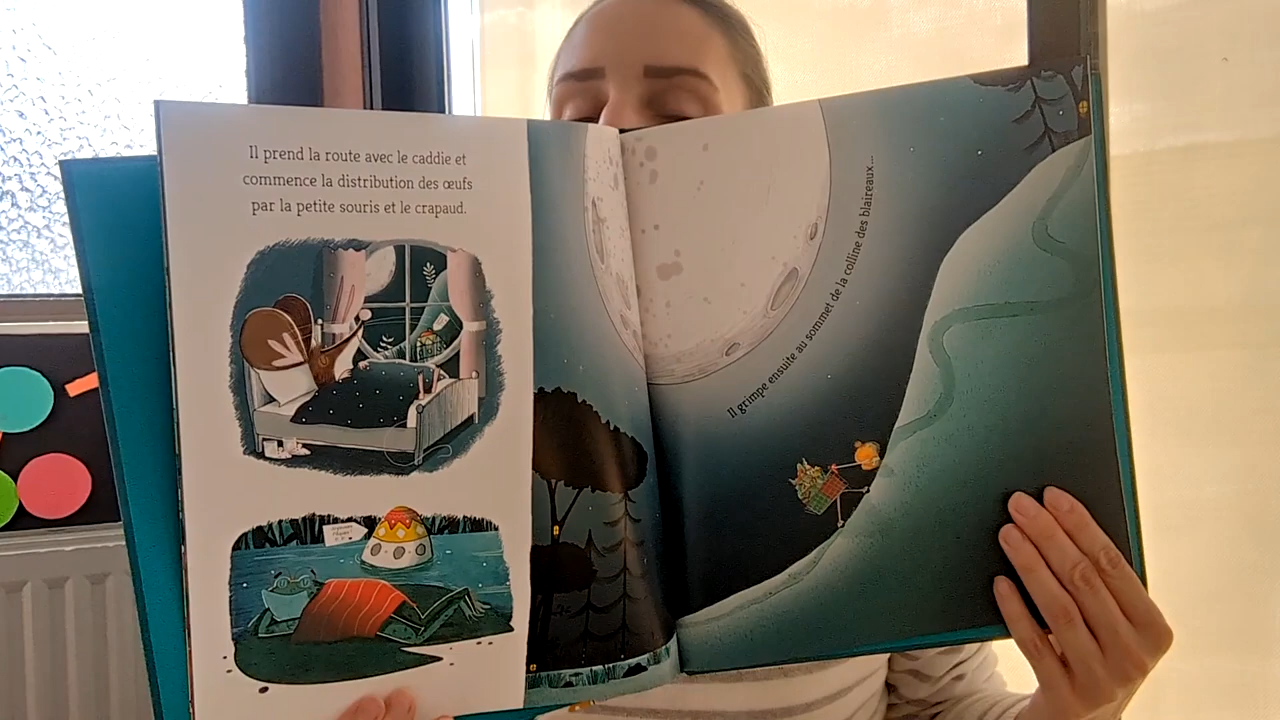 Il prend la route avec le caddie et
commence la distribution des œufs
par la petite souris et le crapaud.
Il grimpe ensuite au sommet de la colline des blaireaux...